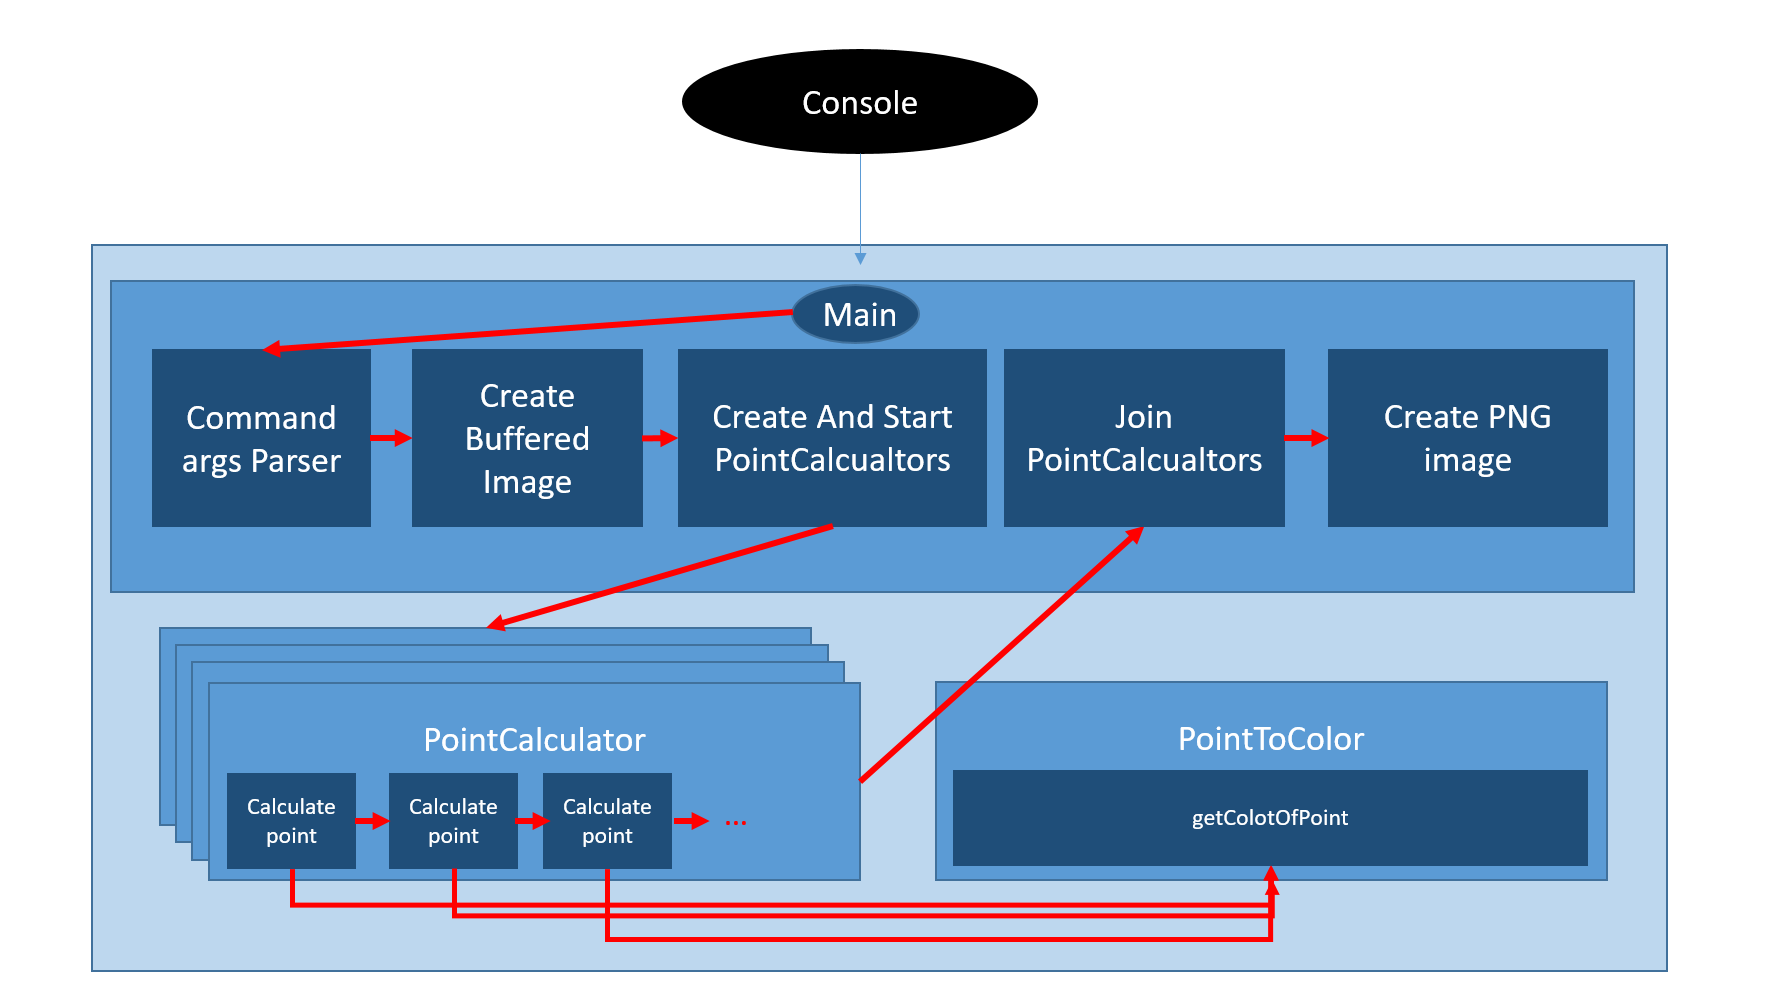 Console
Main
Command
args Parser
Create
Buffered
Image
Create And Start
PointCalcualtors
Join
PointCalcualtors
Create PNG
image
PointCalculator
Calculate
point
Calculate
point
Calculate
point
...
PointToColor
getColotOfPoint